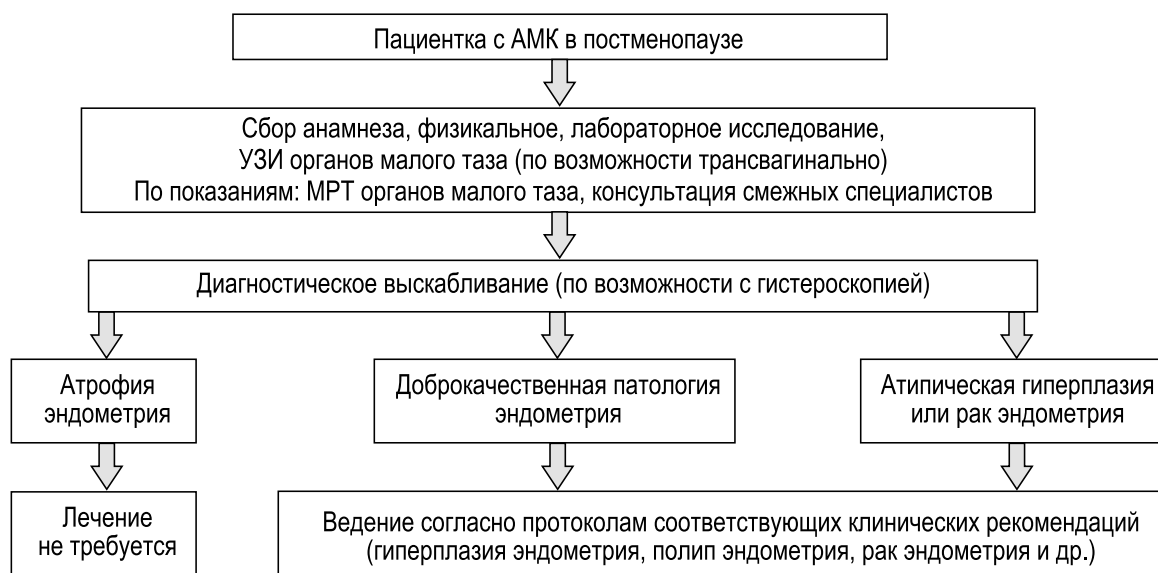 Пациентка с АМК в постменопаузе
Сбор анамнеза, физикальное, лабораторное исследование,
УЗИ органов малого таза (по возможности трансвагинально)
По показаниям: МРТ органов малого таза, консультация смежных специалистов
Диагностическое выскабливание (по возможности с гистероскопией)
Атрофия
эндометрия
Доброкачественная патология
эндометрия
Атипическая гиперплазия
или рак эндометрия
Лечение
не требуется
Ведение согласно протоколам соответствующих клинических рекомендаций
(гиперплазия эндометрия, полип эндометрия, рак эндометрия и др.)